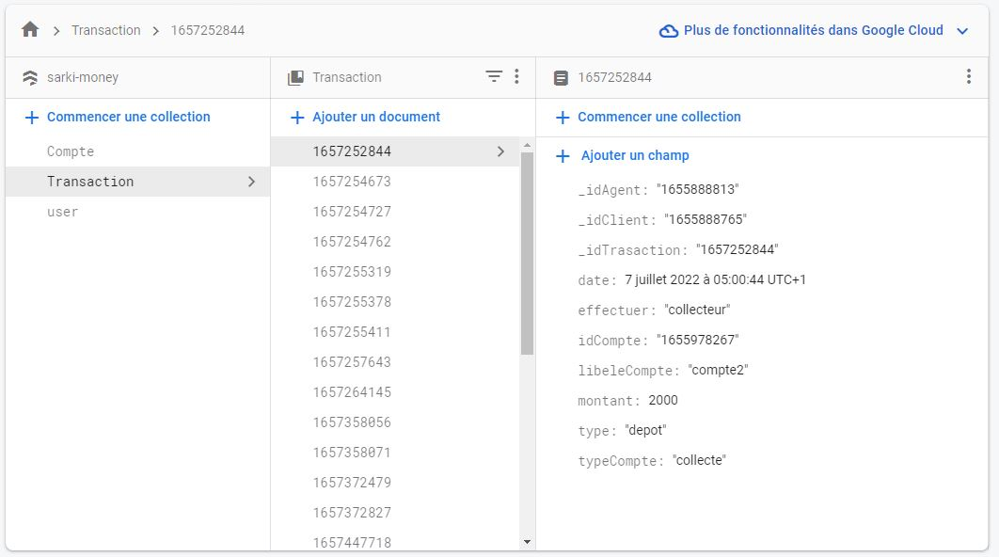 Transaction
1657252844
Plus de fonctionnalités dans Google Cloud
sarki-money
Commencer une collection
Compte
Transaction
user
Transaction
Ajouter un document
1657252844
1657254673
1657254727
1657254762
1657255319
1657255378
1657255411
1657257643
1657264145
1657358056
1657358071
1657372479
1657372827
1657447718
1657252844
Commencer une collection
Ajouter un champ
_idAgent: "1655888813"
_idClient: "1655888765"
_idTrasaction: "1657252844"
date: 7 juillet 2022 à 05:00:44 UTC+1
effectuer: "collecteur"
idCompte: "1655978267"
libeleCompte: "compte2"
montant: 2000
type: "depot"
typeCompte: "collecte"